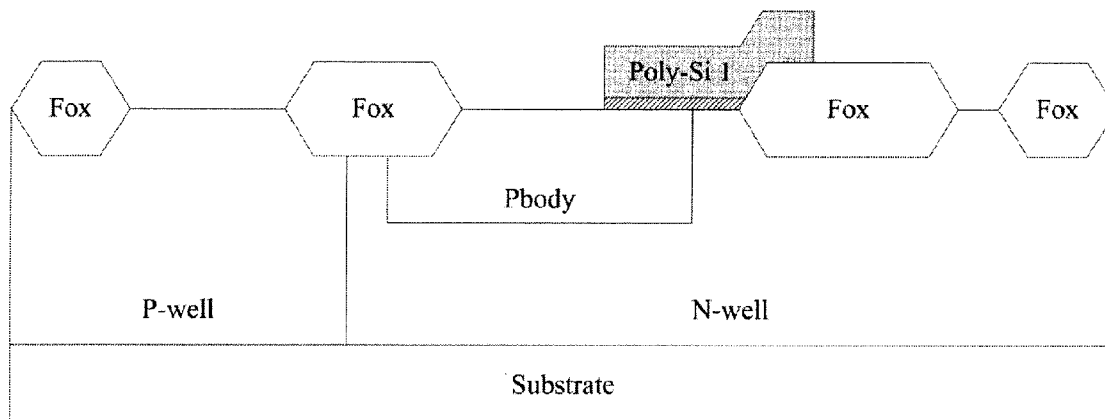 Poly-Si 1
Fox
Fox
Fox
Fox
Pbody
P-well
N-well
Substrate